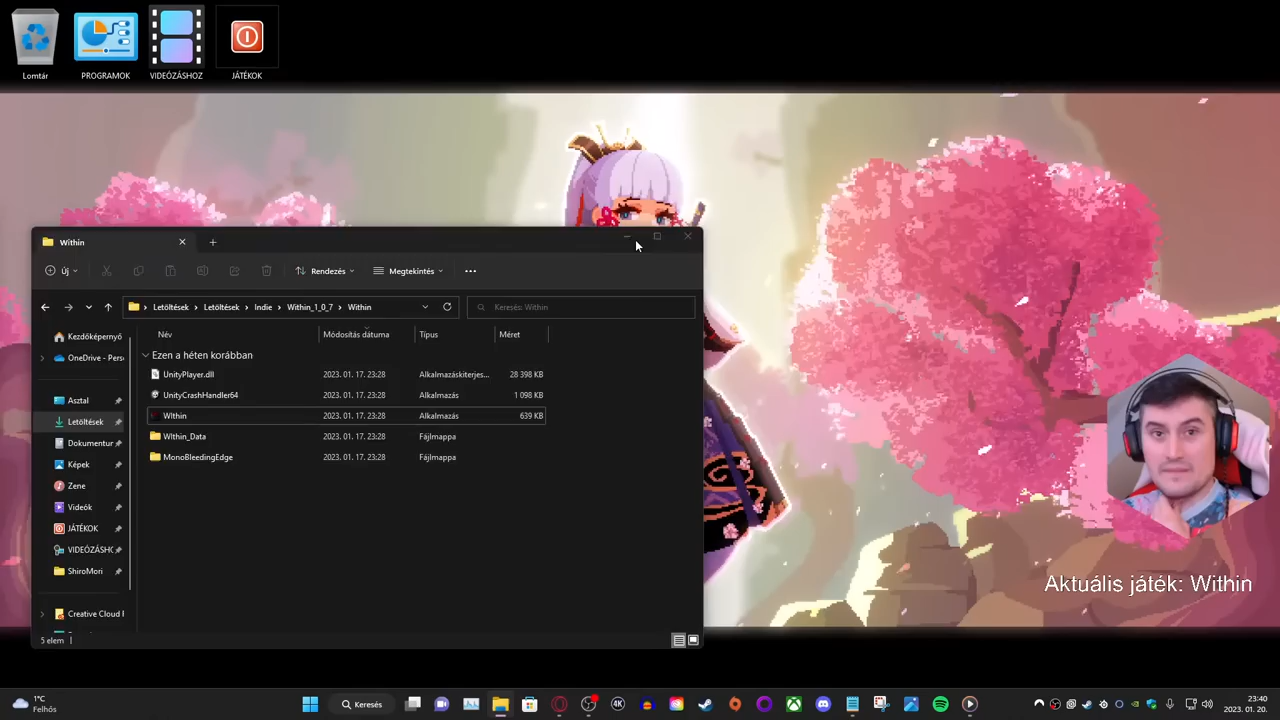 Lomtár
PROGRAMOK
VIDEÓZÁSHOZ
JÁTÉKOK
Within
Új
Rendezés
Megtekintés
Letöltések > Letöltések > Indie > Within_1_0_7 > Within
Keresés: Within
Név Módosítás dátuma Típus Méret
Ezen a héten korábban
UnityPlayer.dll 2023. 01. 17. 23:28 Alkalmazáskiterjes... 28 398 KB
UnityCrashHandler64 2023. 01. 17. 23:28 Alkalmazás 1 098 KB
WIthin 2023. 01. 17. 23:28 Alkalmazás 639 KB
WIthin_Data 2023. 01. 17. 23:28 Fájlmappa
MonoBleedingEdge 2023. 01. 17. 23:28 Fájlmappa
Kezdőképernyő
OneDrive - Pers
Asztal
Letöltések
Dokumentur
Képek
Zene
Videók
JÁTÉKOK
VIDEÓZÁSHC
ShiroMori
Creative Cloud F
5 elem
Aktuális játék: Within
1°C
Felhős
Keresés
4K
23:40
2023. 01. 20.